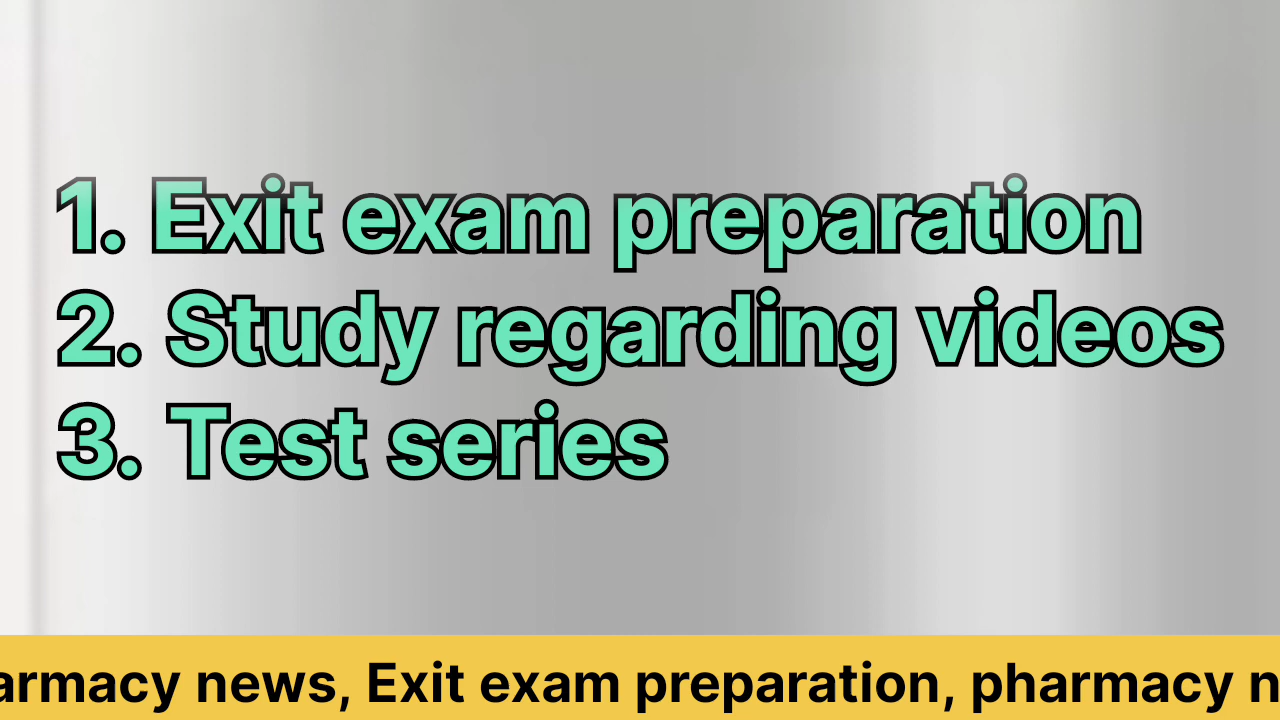 1. Exit exam preparation
2. Study regarding videos
3. Test series
armacy news, Exit exam preparation, pharmacy n